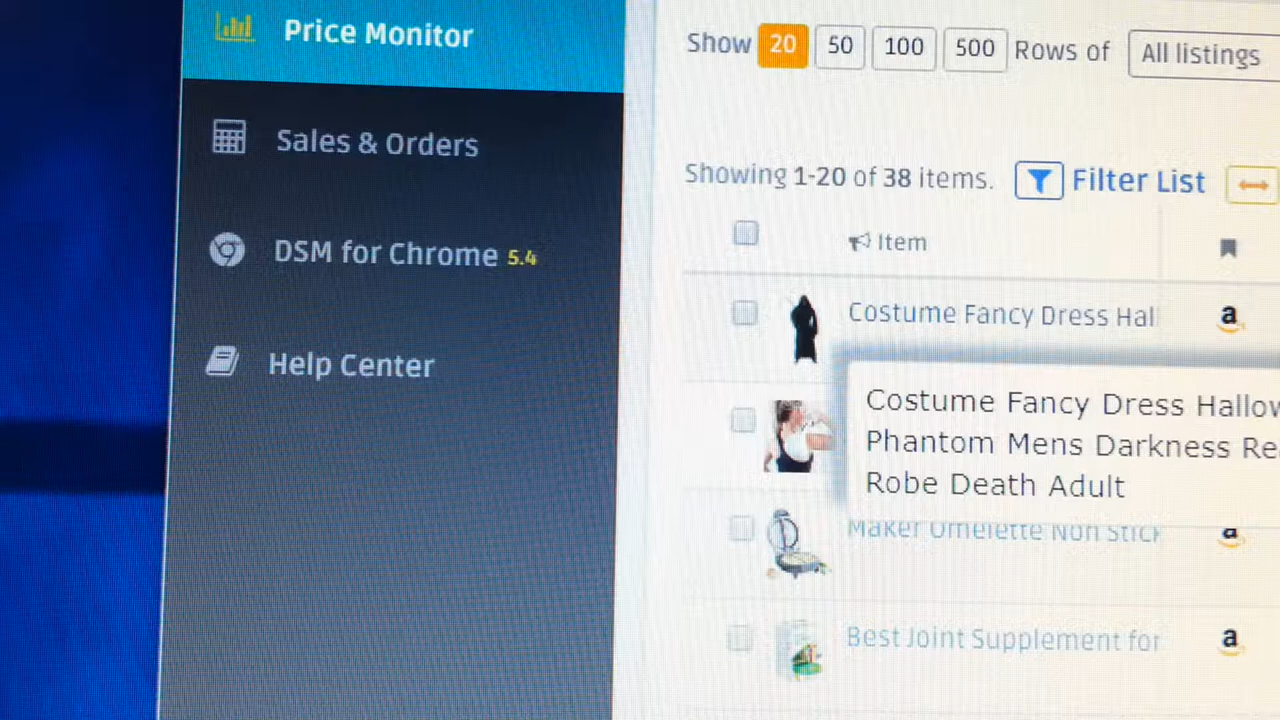 Price Monitor
Sales & Orders
DSM for Chrome 5.4
Help Center
Show 20 50 100 500 Rows of All listings
Showing 1-20 of 38 items. Filter List
Item
Costume Fancy Dress Hal
a
Costume Fancy Dress Hallow
Phantom Mens Darkness Re
Robe Death Adult
Maker Omelette Non Stick
a
Best Joint Supplement for
a